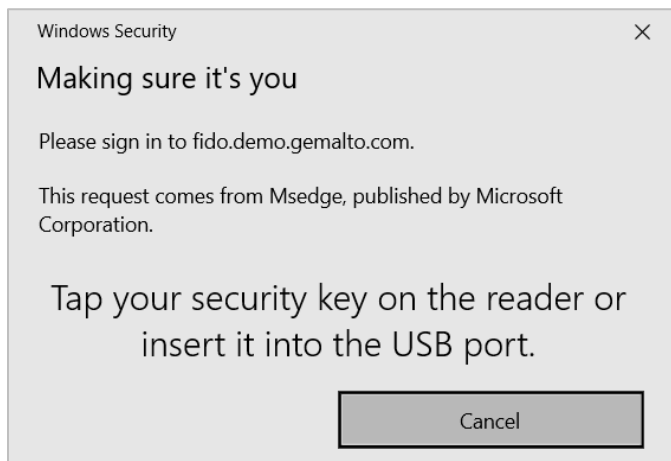 Windows Security
Making sure it's you
Please sign in to fido.demo.gemalto.com.
This request comes from Msedge, published by Microsoft
Corporation.
Tap your security key on the reader or
insert it into the USB port.
Cancel